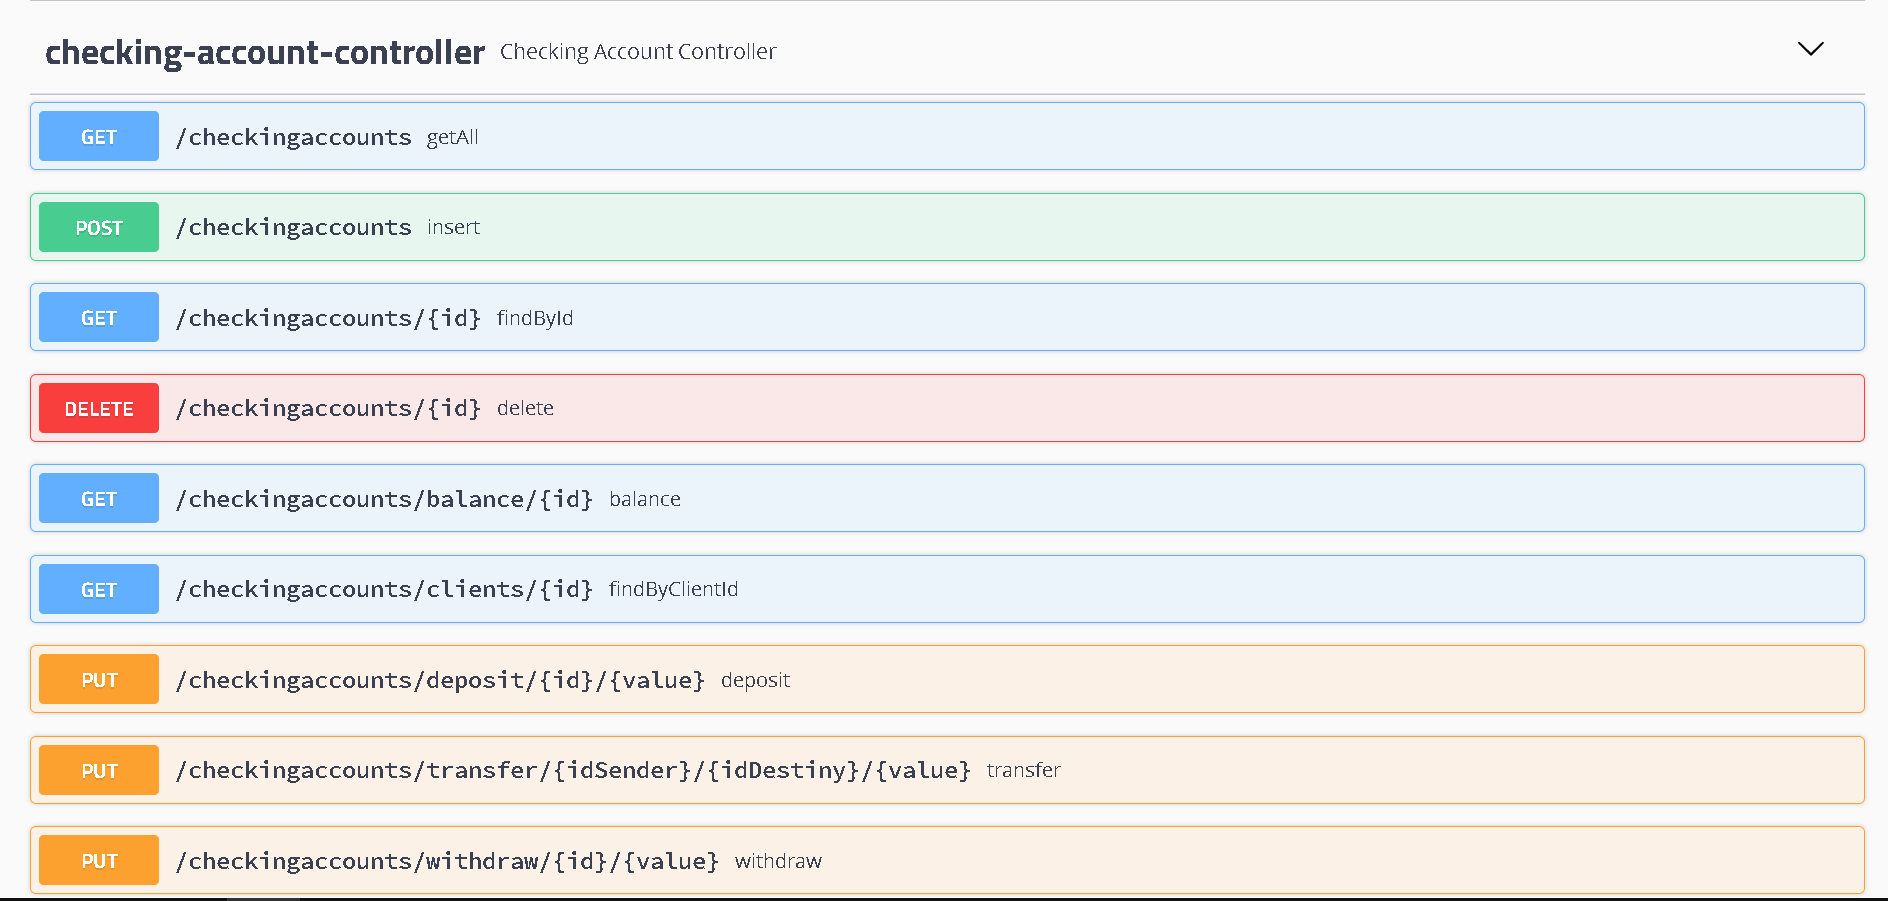 checking-account-controller Checking Account Controller
GET /checkingaccounts getAll
POST /checkingaccounts insert
GET /checkingaccounts/{id} findById
DELETE /checkingaccounts/{id} delete
GET /checkingaccounts/balance/{id} balance
GET /checkingaccounts/clients/{id} findByClientId
PUT /checkingaccounts/deposit/{id}/{value} deposit
PUT /checkingaccounts/transfer/{idSender}/{idDestiny}/{value} transfer
PUT /checkingaccounts/withdraw/{id}/{value} withdraw